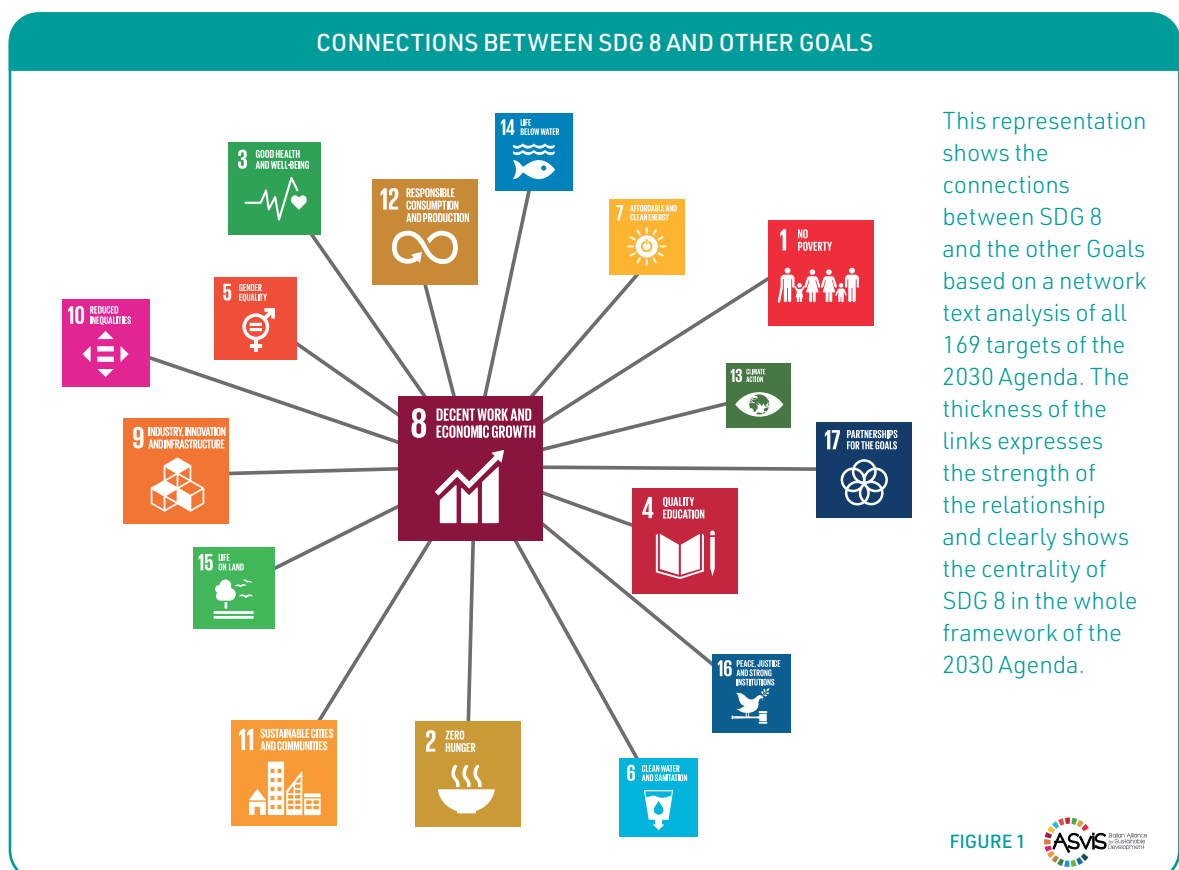 CONNECTIONS BETWEEN SDG 8 AND OTHER GOALS
14 LIFE
BELOW WATER
3 GOOD HEALTH
AND WELL-BEING
12 RESPONSIBLE
CONSUMPTION
AND PRODUCTION
7 AFFORDABLE AND
CLEAN ENERGY
1 NO
POVERTY
5 GENDER
EQUALITY
10 REDUCED
INEQUALITIES
13 CLIMATE
ACTION
8 DECENT WORK AND
ECONOMIC GROWTH
9 INDUSTRY, INNOVATION
AND INFRASTRUCTURE
17 PARTNERSHIPS
FOR THE GOALS
4 QUALITY
EDUCATION
15 LIFE
ON LAND
16 PEACE, JUSTICE
AND STRONG
INSTITUTIONS
11 SUSTAINABLE CITIES
AND COMMUNITIES
2 ZERO
HUNGER
6 CLEAN WATER
AND SANITATION
This representation
shows the
connections
between SDG 8
and the other Goals
based on a network
text analysis of all
169 targets of the
2030 Agenda. The
thickness of the
links expresses
the strength of
the relationship
and clearly shows
the centrality of
SDG 8 in the whole
framework of the
2030 Agenda.
FIGURE 1
ASviS
Italian Alliance
for Sustainable
Development